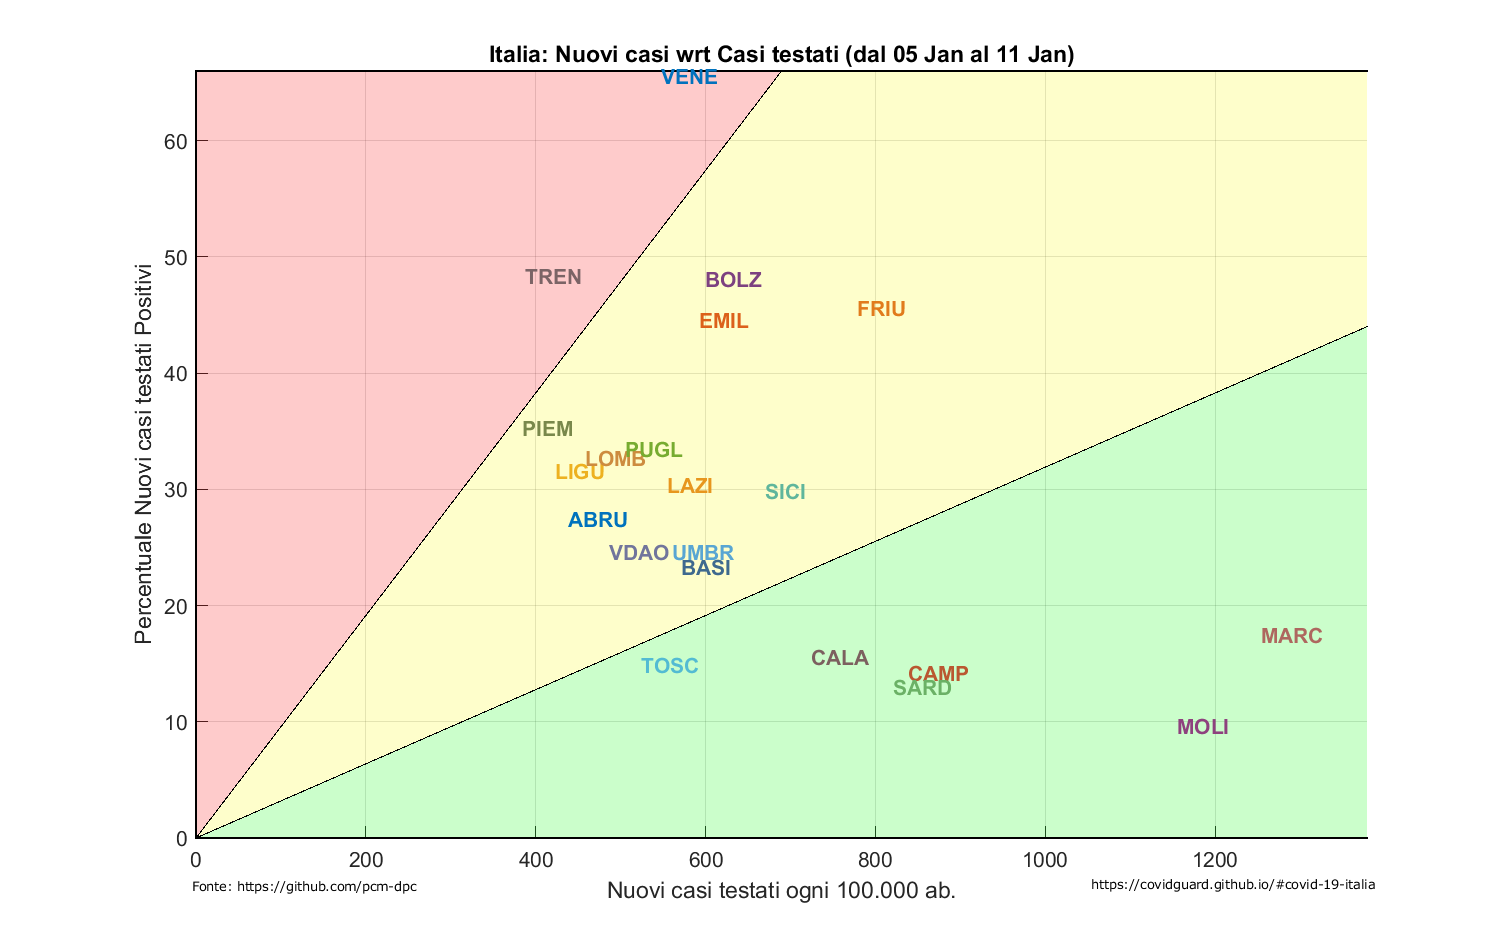 Italia: Nuovi casi wrt Casi testati (dal 05 Jan al 11 Jan)
VENE
60
50
TREN
BOLZ
FRIU
EMIL
40
PIEM
PUGL
LOMB
LIGU
LAZI
SICI
30
ABRU
VDAO
UMBR
BASI
20
MARC
CALA
TOSC
CAMP
SARD
10
MOLI
0
Percentuale Nuovi casi testati Positivi
0 200 400 600 800 1000 1200
Nuovi casi testati ogni 100.000 ab.
Fonte: https://github.com/pcm-dpc
https://covidguard.github.io/#covid-19-italia